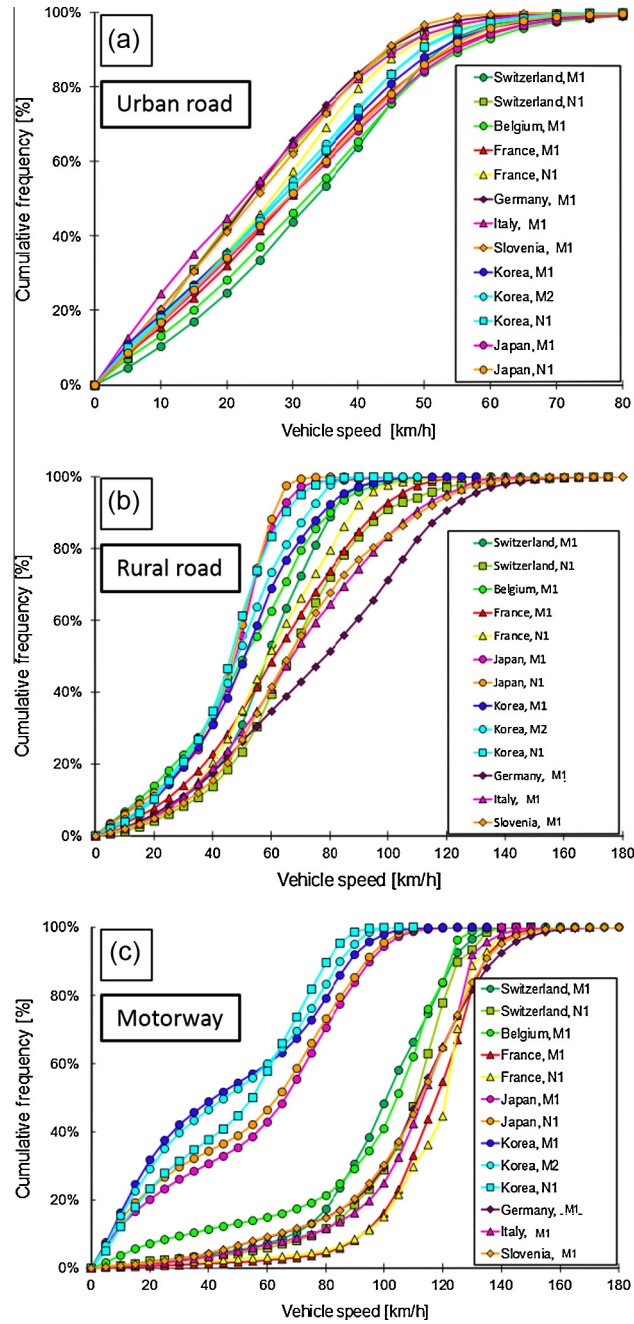 (a)
Urban road
Cumulative frequency [%]
100%
80%
60%
40%
20%
0%
0 10 20 30 40 50 60 70 80
Vehicle speed [km/h]
Switzerland, M1
Switzerland, N1
Belgium, M1
France, M1
France, N1
Germany, M1
Italy, M1
Slovenia, M1
Korea, M1
Korea, M2
Korea, N1
Japan, M1
Japan, N1
(b)
Rural road
Cumulative frequency [%]
100%
80%
60%
40%
20%
0%
0 20 40 60 80 100 120 140 160 180
Vehicle speed [km/h]
Switzerland, M1
Switzerland, N1
Belgium, M1
France, M1
France, N1
Japan, M1
Japan, N1
Korea, M1
Korea, M2
Korea, N1
Germany, M1
Italy, M1
Slovenia, M1
(c)
Motorway
Cumulative frequency [%]
100%
80%
60%
40%
20%
0%
0 20 40 60 80 100 120 140 160 180
Vehicle speed [km/h]
Switzerland, M1
Switzerland, N1
Belgium, M1
France, M1
France, N1
Japan, M1
Japan, N1
Korea, M1
Korea, M2
Korea, N1
Germany, M1
Italy, M1
Slovenia, M1